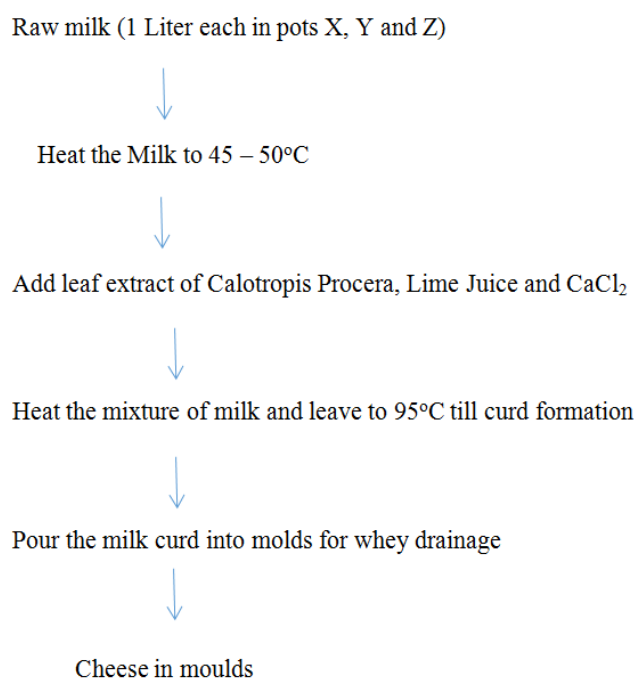 Raw milk (1 Liter each in pots X, Y and Z)
Heat the Milk to 45 – 50°C
Add leaf extract of Calotropis Procera, Lime Juice and CaCl₂
Heat the mixture of milk and leave to 95°C till curd formation
Pour the milk curd into molds for whey drainage
Cheese in moulds